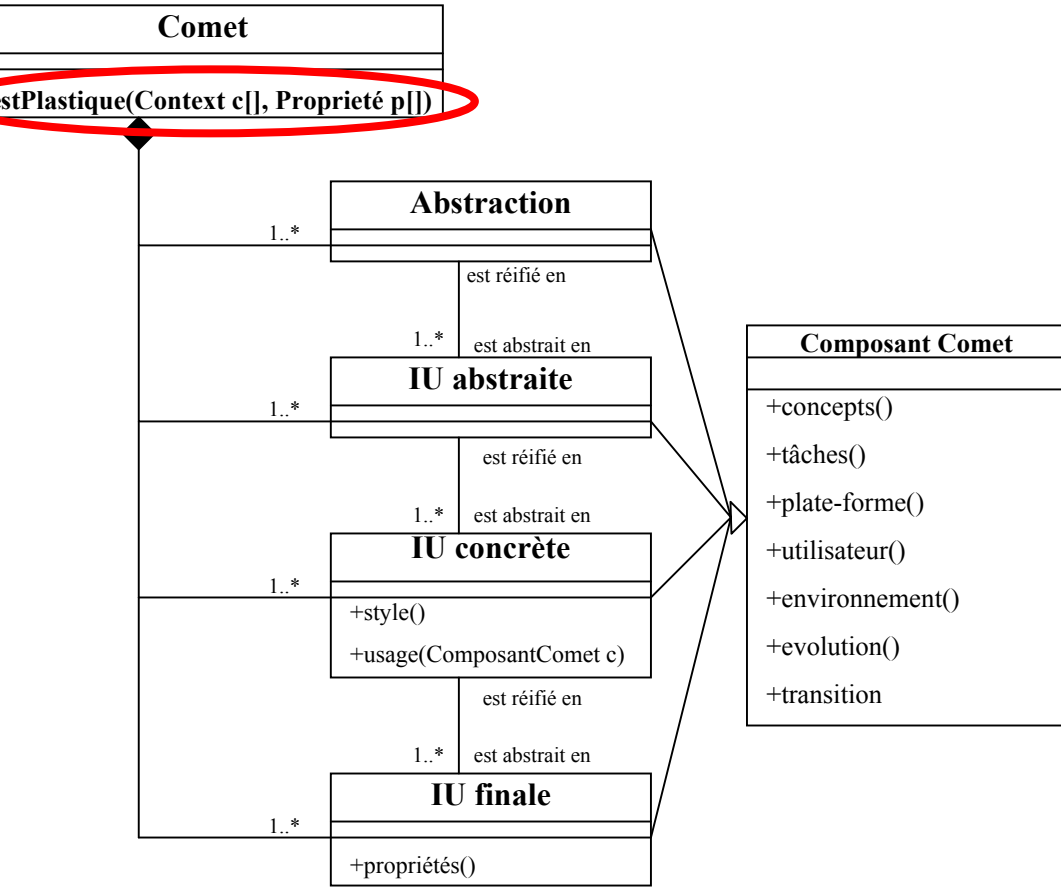 Comet
estPlastique(Context c[], Proprieté p[])
Abstraction
1..*
est réifié en
1..*
est abstrait en
IU abstraite
1..*
est réifié en
1..*
est abstrait en
IU concrète
1..*
+style()
+usage(ComposantComet c)
est réifié en
1..*
est abstrait en
IU finale
1..*
+propriétés()
Composant Comet
+concepts()
+tâches()
+plate-forme()
+utilisateur()
+environnement()
+evolution()
+transition